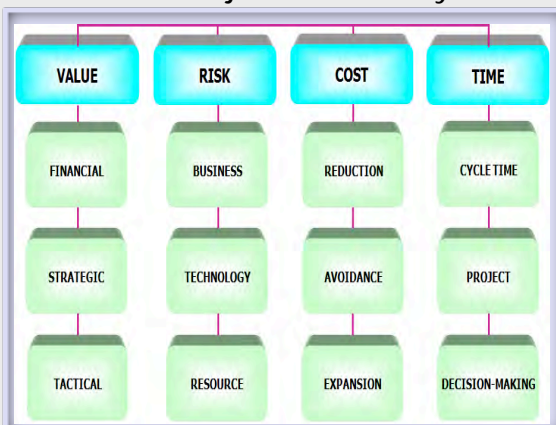 VALUE RISK COST TIME
FINANCIAL BUSINESS REDUCTION CYCLE TIME
STRATEGIC TECHNOLOGY AVOIDANCE PROJECT
TACTICAL RESOURCE EXPANSION DECISION-MAKING